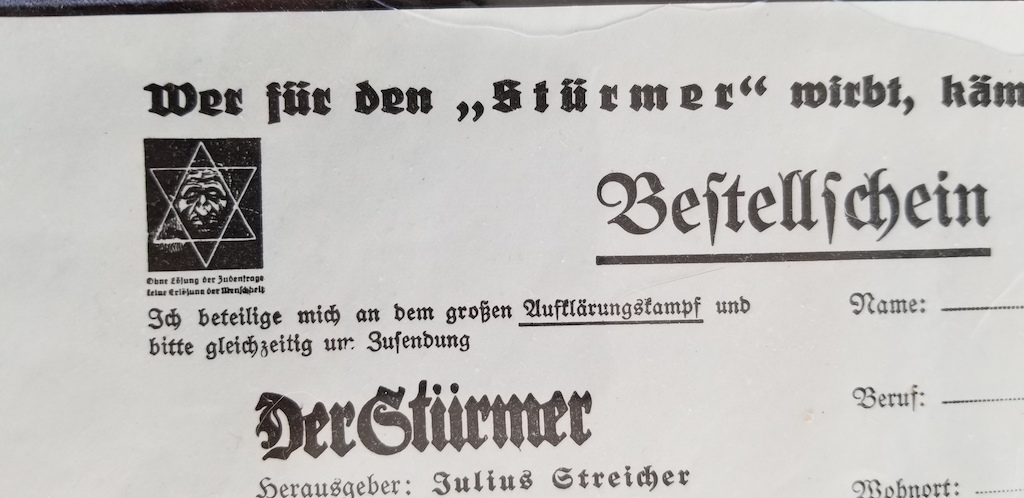 Wer für den „Stürmer“ wirbt, käm
Bestellschein
Ohne Lösung der Judenfrage
keine Erlösung der Menschheit
Ich beteilige mich an dem großen Aufklärungskampf und
bitte gleichzeitig um Zusendung
Der Stürmer
Herausgeber: Julius Streicher
Name:
Beruf:
Wohnort: